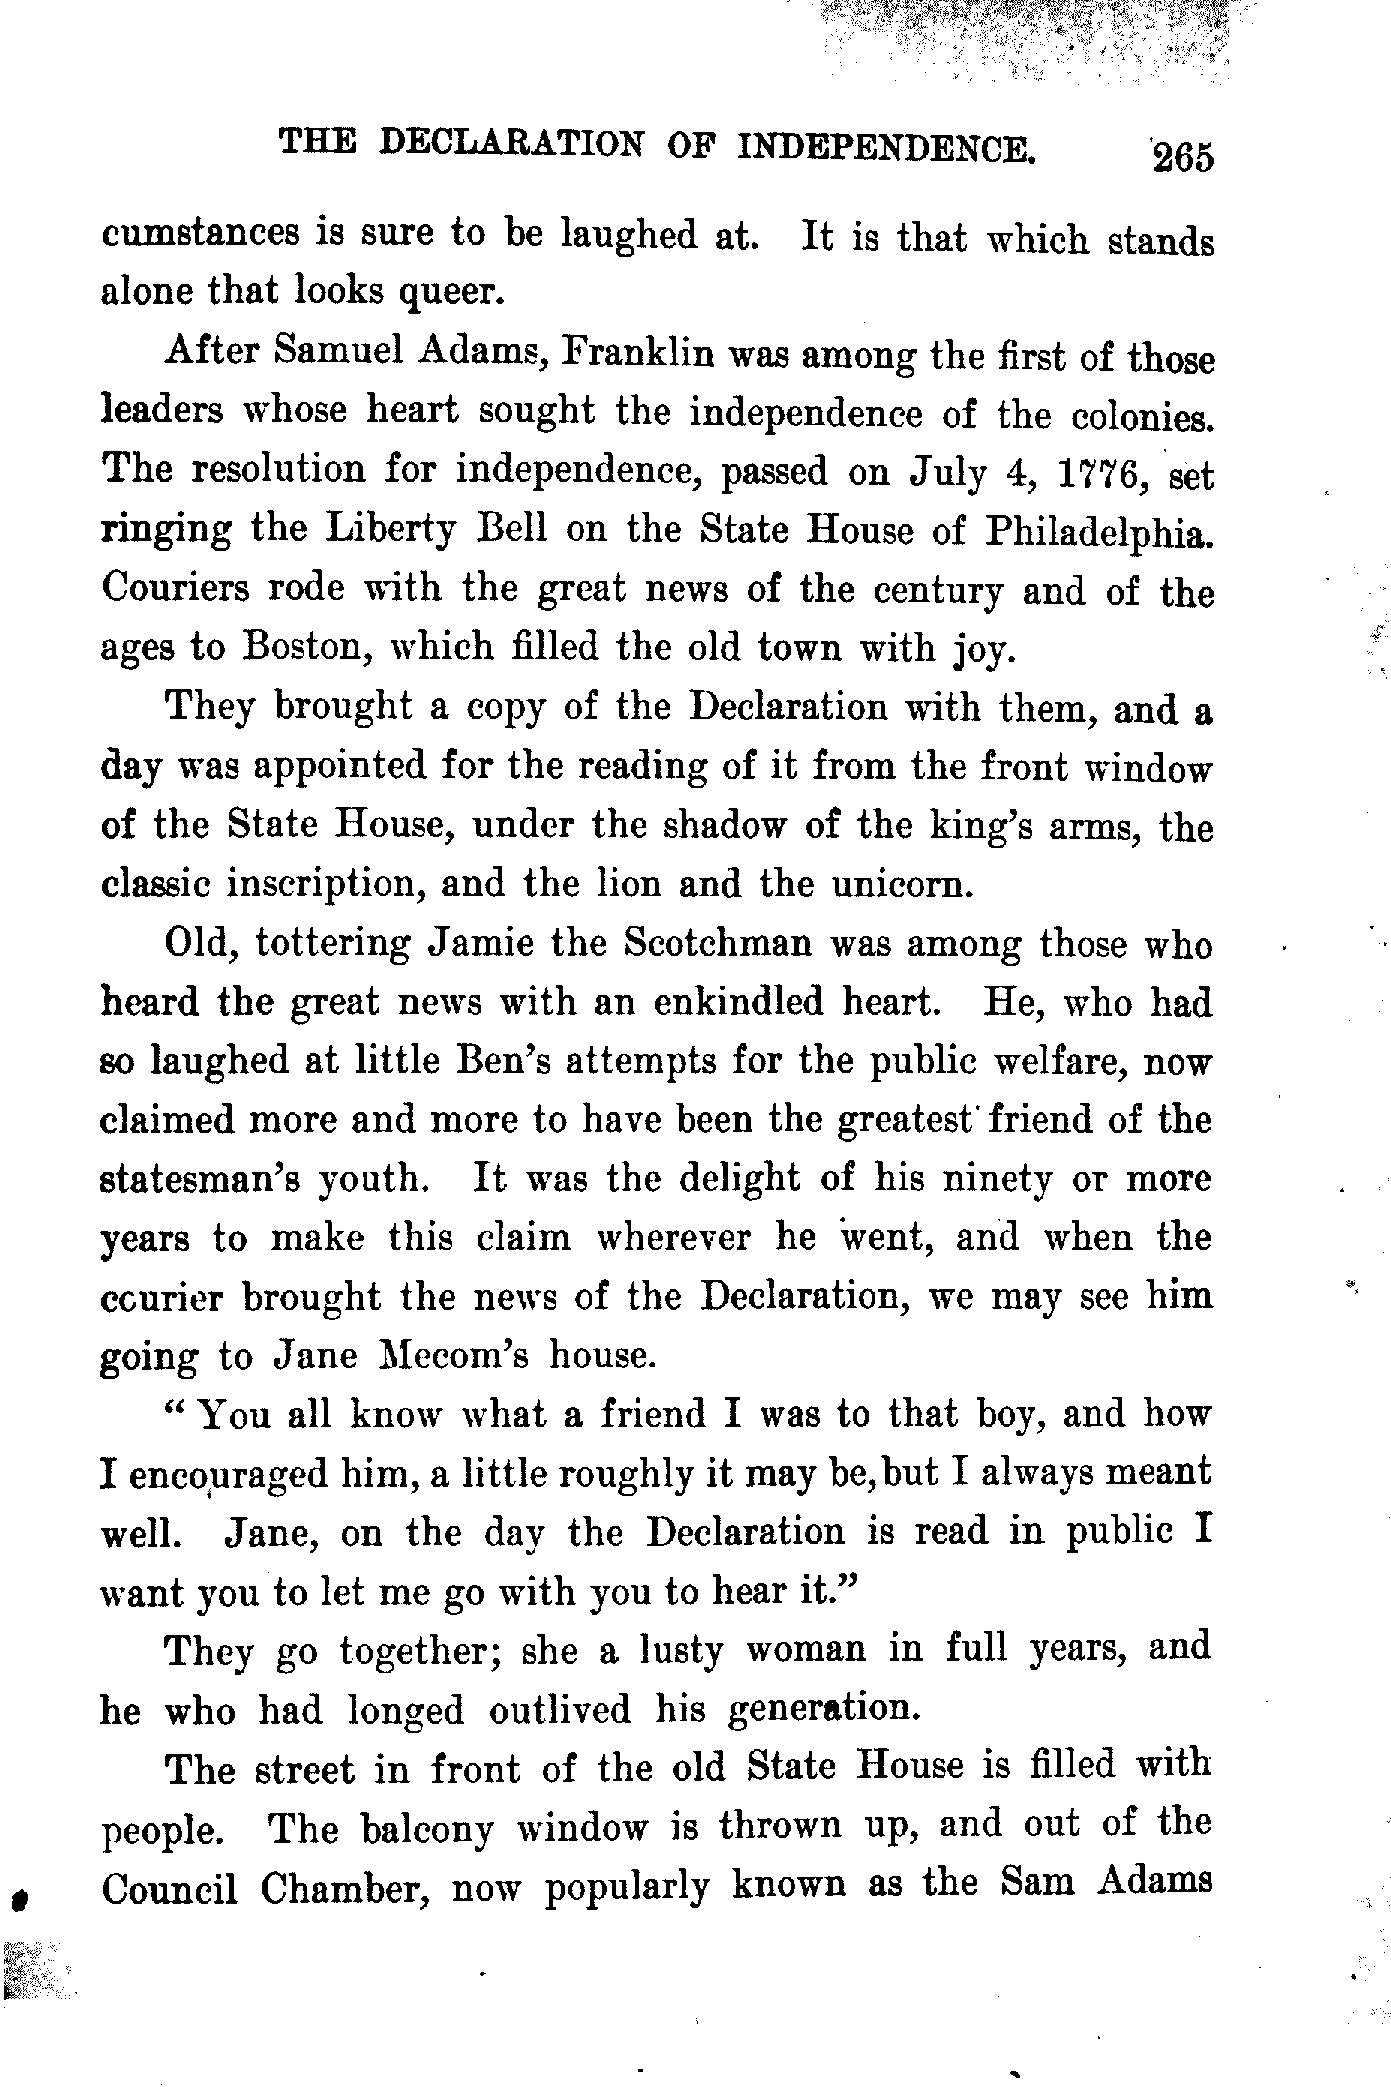 THE DECLARATION OF INDEPENDENCE. 265
cumstances is sure to be laughed at. It is that which stands
alone that looks queer.
After Samuel Adams, Franklin was among the first of those
leaders whose heart sought the independence of the colonies.
The resolution for independence, passed on July 4, 1776, set
ringing the Liberty Bell on the State House of Philadelphia.
Couriers rode with the great news of the century and of the
ages to Boston, which filled the old town with joy.
They brought a copy of the Declaration with them, and a
day was appointed for the reading of it from the front window
of the State House, under the shadow of the king's arms, the
classic inscription, and the lion and the unicorn.
Old, tottering Jamie the Scotchman was among those who
heard the great news with an enkindled heart. He, who had
so laughed at little Ben's attempts for the public welfare, now
claimed more and more to have been the greatest friend of the
statesman's youth. It was the delight of his ninety or more
years to make this claim wherever he went, and when the
courier brought the news of the Declaration, we may see him
going to Jane Mecom's house.
"You all know what a friend I was to that boy, and how
I encouraged him, a little roughly it may be, but I always meant
well. Jane, on the day the Declaration is read in public I
want you to let me go with you to hear it."
They go together; she a lusty woman in full years, and
he who had longed outlived his generation.
The street in front of the old State House is filled with
people. The balcony window is thrown up, and out of the
Council Chamber, now popularly known as the Sam Adams